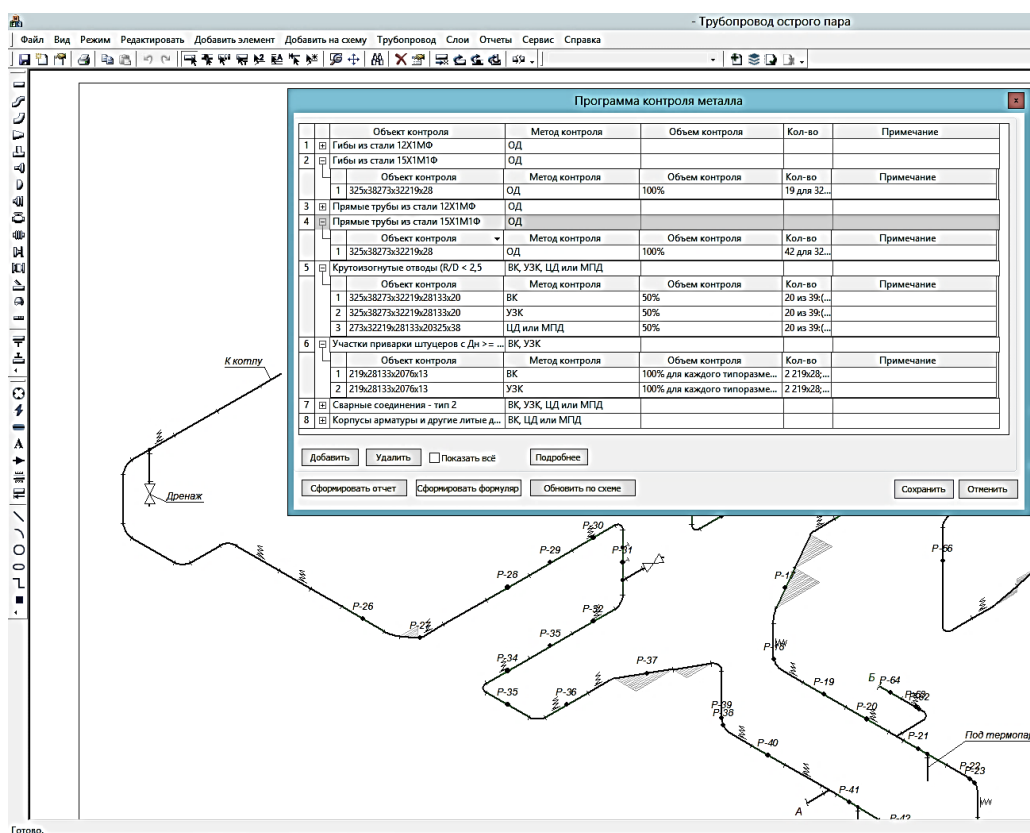 - Трубопровод острого пара
Файл Вид Режим Редактировать Добавить элемент Добавить на схему Трубопровод Слои Отчеты Сервис Справка
Программа контроля металла
Объект контроля Метод контроля Объем контроля Кол-во Примечание
1 Гибы из стали 12Х1МФ ОД
2 Гибы из стали 15Х1М1Ф ОД
Объект контроля Метод контроля Объем контроля Кол-во Примечание
1 325x38273x32219x28 ОД 100% 19 для 32...
3 Прямые трубы из стали 12Х1МФ ОД
4 Прямые трубы из стали 15Х1М1Ф ОД
Объект контроля Метод контроля Объем контроля Кол-во Примечание
1 325x38273x32219x28 ОД 100% 42 для 32...
5 Крутоизогнутые отводы (R/D < 2,5 ВК, УЗК, ЦД или МПД
Объект контроля Метод контроля Объем контроля Кол-во Примечание
1 325x38273x32219x28133x20 ВК 50% 20 из 39:(...
2 325x38273x32219x28133x20 УЗК 50% 20 из 39:(...
3 273x32219x28133x20325x38 ЦД или МПД 50% 20 из 39:(...
6 Участки приварки штуцеров с Дн >= ... ВК, УЗК
Объект контроля Метод контроля Объем контроля Кол-во Примечание
1 219x28133x2076x13 ВК 100% для каждого типоразме... 2 219x28;...
2 219x28133x2076x13 УЗК 100% для каждого типоразме... 2 219x28;...
7 Сварные соединения - тип 2 ВК, УЗК, ЦД или МПД
8 Корпусы арматуры и другие литые д... ВК, ЦД или МПД
Добавить Удалить Показать всё Подробнее
Сформировать отчет Сформировать формуляр Обновить по схеме Сохранить Отменить
К котлу
Дренаж
P-30
P-29
P-31
P-66
P-28
P-26
P-32
P-27
P-35
P-34
P-37
P-35
P-36
P-19
Б P-64
P-39
P-38
P-20
P-40
P-21
Под термопа
P-22
P-23
P-41
А
P-42
Готово.